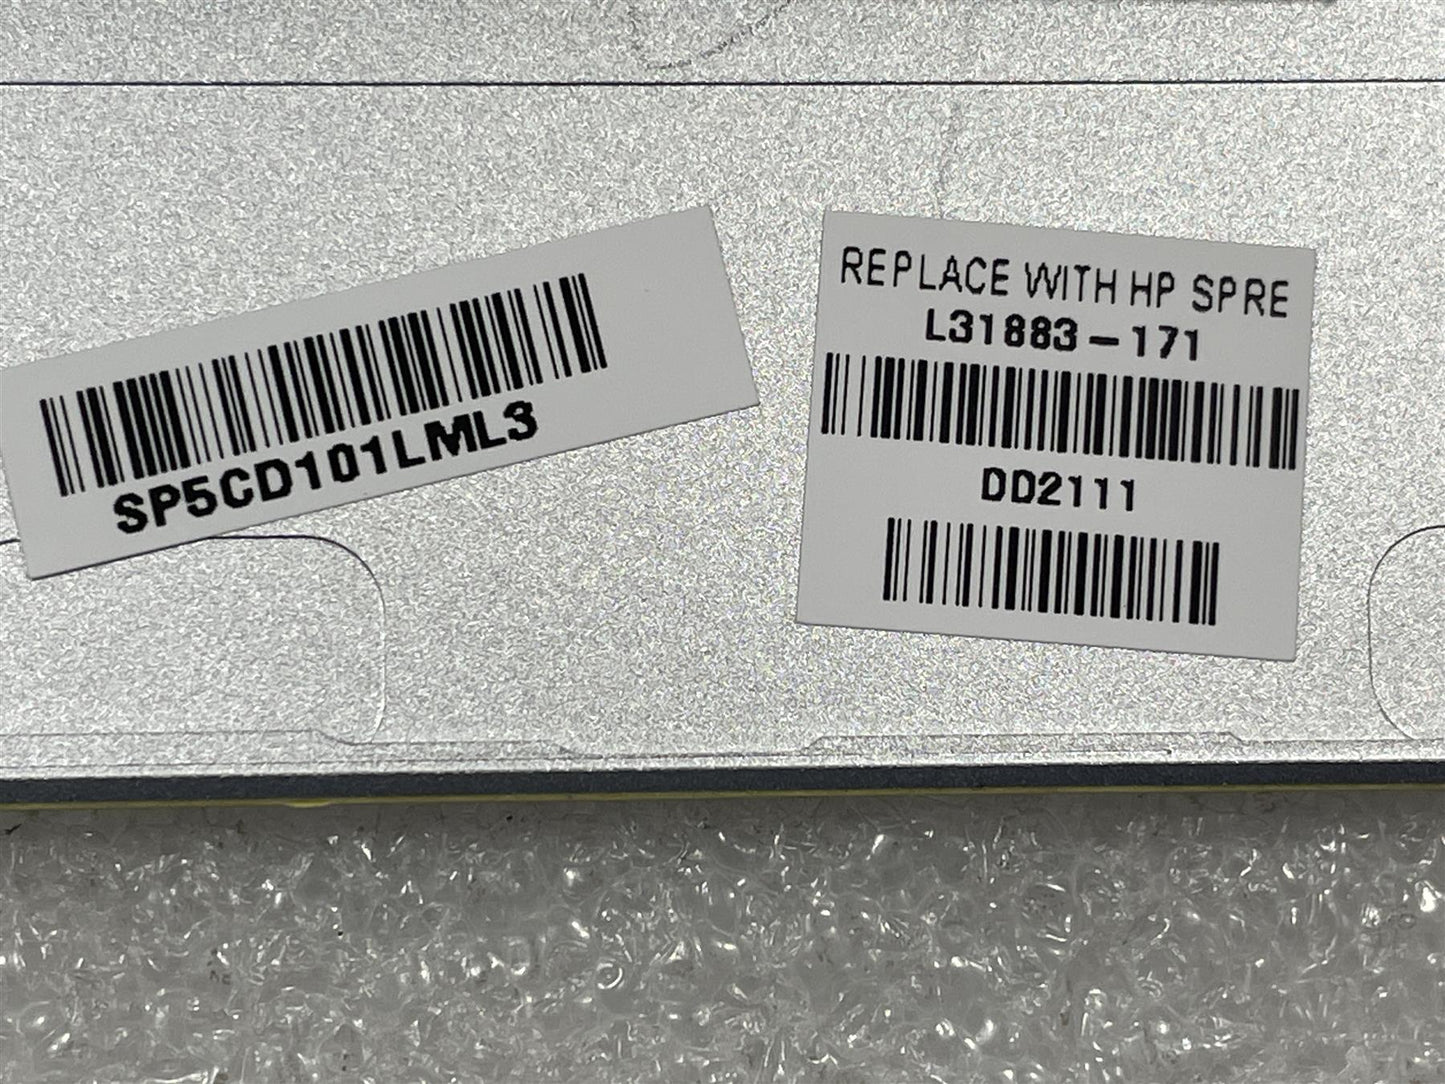 SP5CD101LML3
REPLACE WITH HP SPRE
L31883-171
DD2111